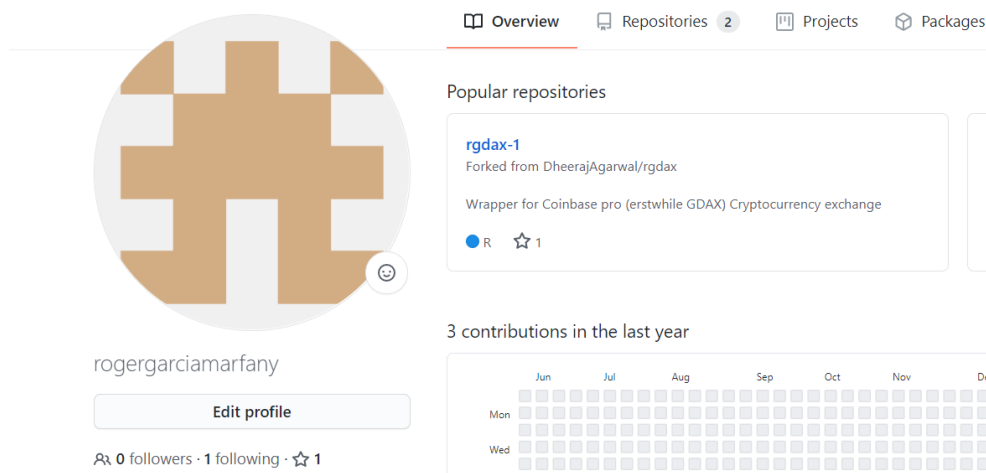 Overview Repositories 2 Projects Packages
Popular repositories
rgdax-1
Forked from DheerajAgarwal/rgdax
Wrapper for Coinbase pro (erstwhile GDAX) Cryptocurrency exchange
R 1
3 contributions in the last year
Jun Jul Aug Sep Oct Nov
Mon
Wed
rogergarciamarfany
Edit profile
0 followers · 1 following · 1